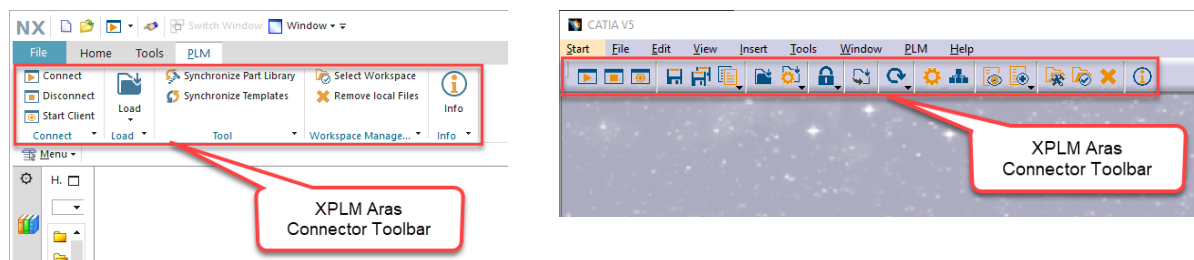 NX Switch Window Window
File Home Tools PLM
Connect
Disconnect
Start Client
Connect
Load
Load
Synchronize Part Library
Synchronize Templates
Tool
Select Workspace
Remove local Files
Workspace Manage...
Info
Info
Menu
H.
XPLM Aras
Connector Toolbar
CATIA V5
Start File Edit View Insert Tools Window PLM Help
XPLM Aras
Connector Toolbar